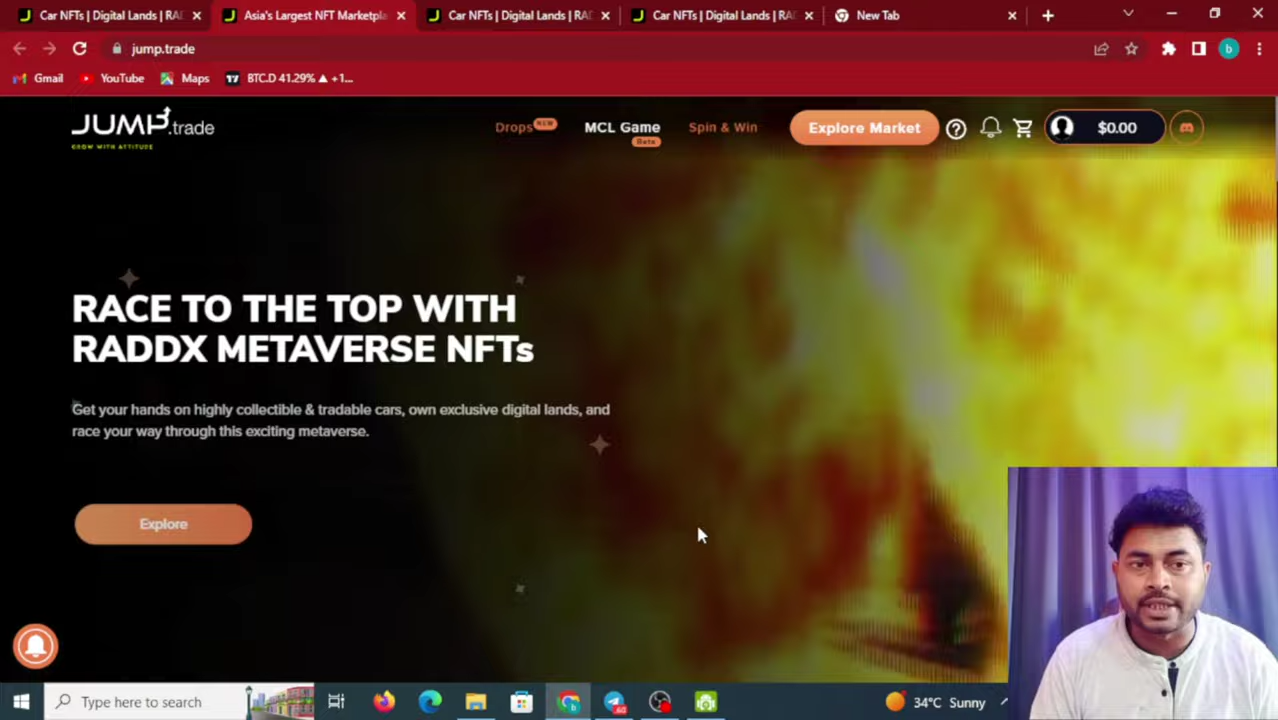 Car NFTs | Digital Lands | RA
Asia's Largest NFT Marketpla
Car NFTs | Digital Lands | RA
Car NFTs | Digital Lands | RA
New Tab
jump.trade
Gmail
YouTube
Maps
BTC.D 41.29% ▲ +1...
JUMP.trade
GROW WITH ATTITUDE
Drops NEW
MCL Game
Beta
Spin & Win
Explore Market
$0.00
RACE TO THE TOP WITH
RADDX METAVERSE NFTs
Get your hands on highly collectible & tradable cars, own exclusive digital lands, and
race your way through this exciting metaverse.
Explore
Type here to search
34°C Sunny